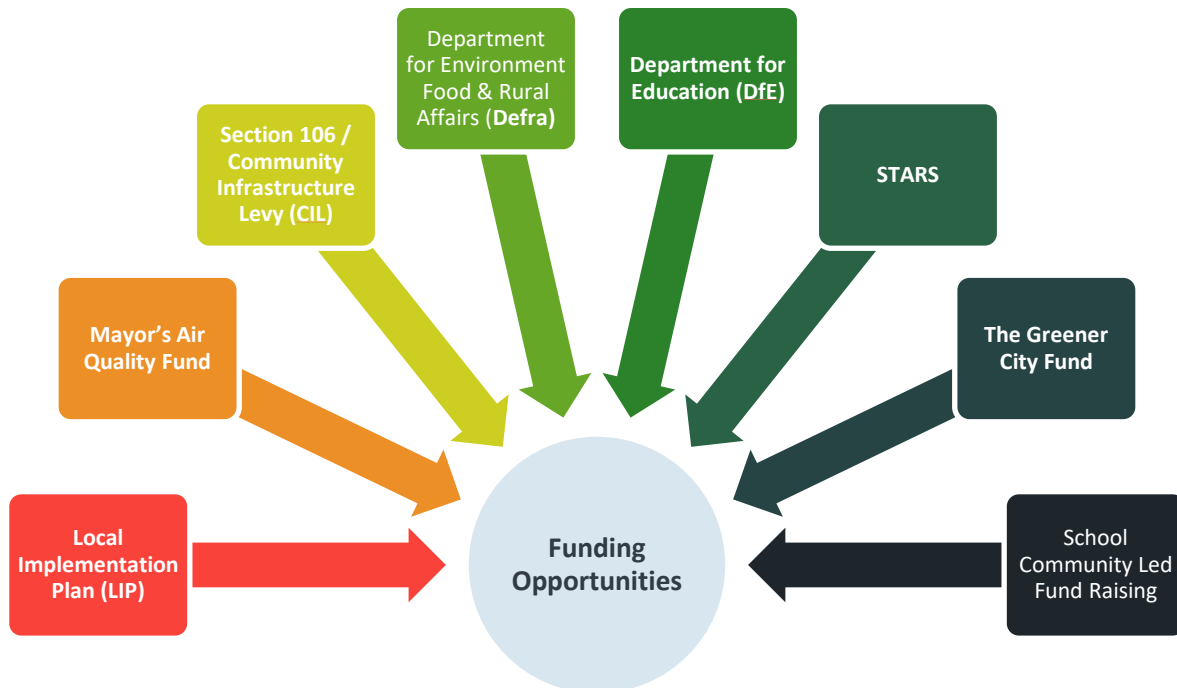 Department
for Environment
Food & Rural
Affairs (Defra)
Department for
Education (DfE)
Section 106 /
Community
Infrastructure
Levy (CIL)
STARS
Mayor’s Air
Quality Fund
The Greener
City Fund
Local
Implementation
Plan (LIP)
Funding
Opportunities
School
Community Led
Fund Raising